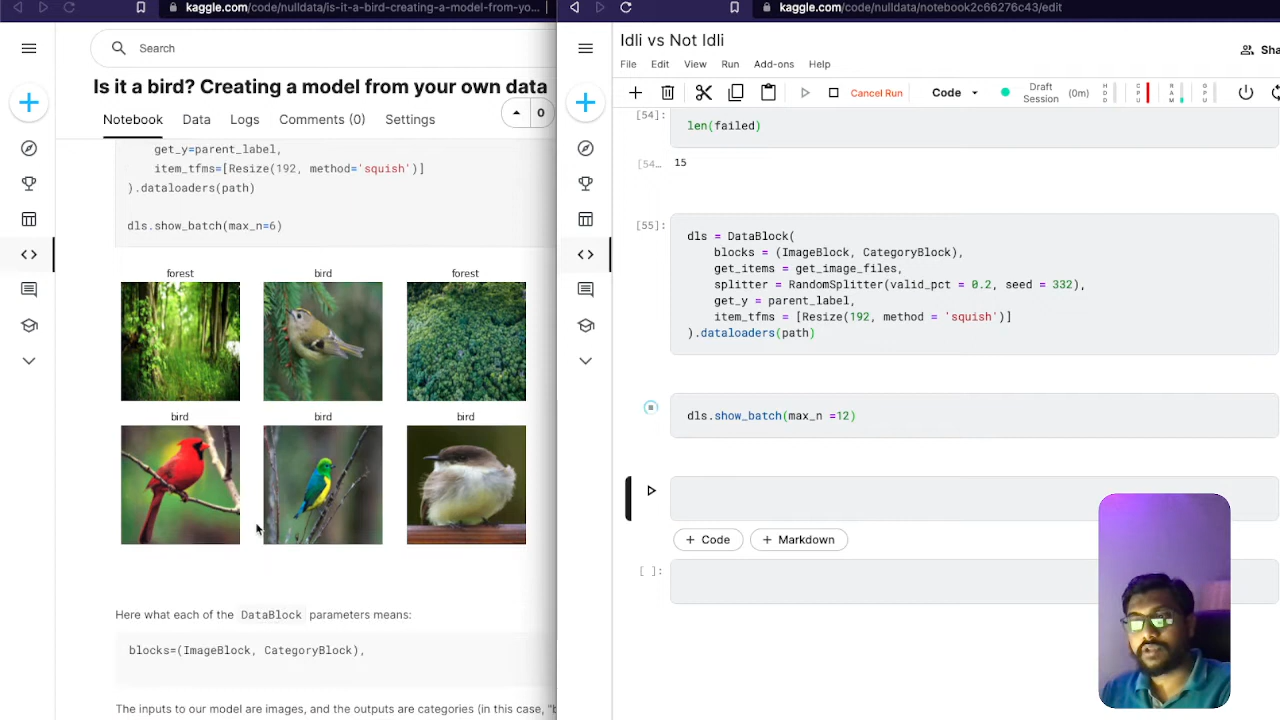 kaggle.com/code/nulldata/is-it-a-bird-creating-a-model-from-yo...
Search
Is it a bird? Creating a model from your own data
Notebook Data Logs Comments (0) Settings
0
get_y=parent_label,
item_tfms=[Resize(192, method='squish')]
).dataloaders(path)
dls.show_batch(max_n=6)
forest bird forest
bird bird bird
Here what each of the DataBlock parameters means:
blocks=(ImageBlock, CategoryBlock),
The inputs to our model are images, and the outputs are categories (in this case, "b
kaggle.com/code/nulldata/notebook2c66276c43/edit
Idli vs Not Idli
Sha
File Edit View Run Add-ons Help
Cancel Run
Code
Draft
Session
(0m)
HDD
CPU
RAM
[54]:
len(failed)
[54...
15
[55]:
dls = DataBlock(
blocks = (ImageBlock, CategoryBlock),
get_items = get_image_files,
splitter = RandomSplitter(valid_pct = 0.2, seed = 332),
get_y = parent_label,
item_tfms = [Resize(192, method = 'squish')]
).dataloaders(path)
dls.show_batch(max_n =12)
+ Code
+ Markdown
[ ]: